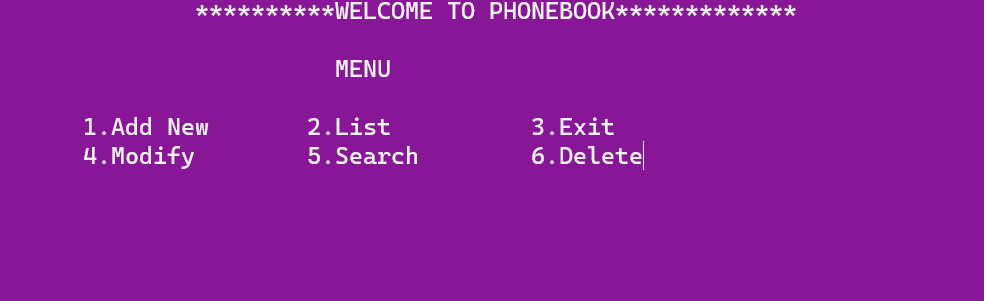 **********WELCOME TO PHONEBOOK*************
MENU
1.Add New 2.List 3.Exit
4.Modify 5.Search 6.Delete